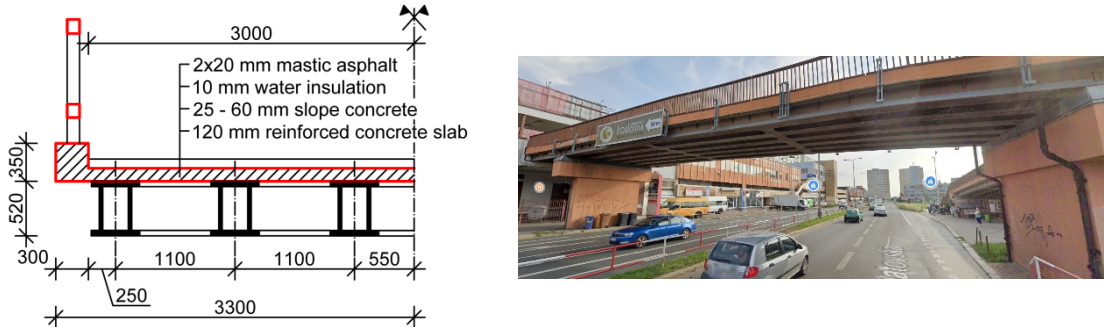 3000
2x20 mm mastic asphalt
10 mm water insulation
25 - 60 mm slope concrete
120 mm reinforced concrete slab
350
520
300
1100
1100
550
250
3300